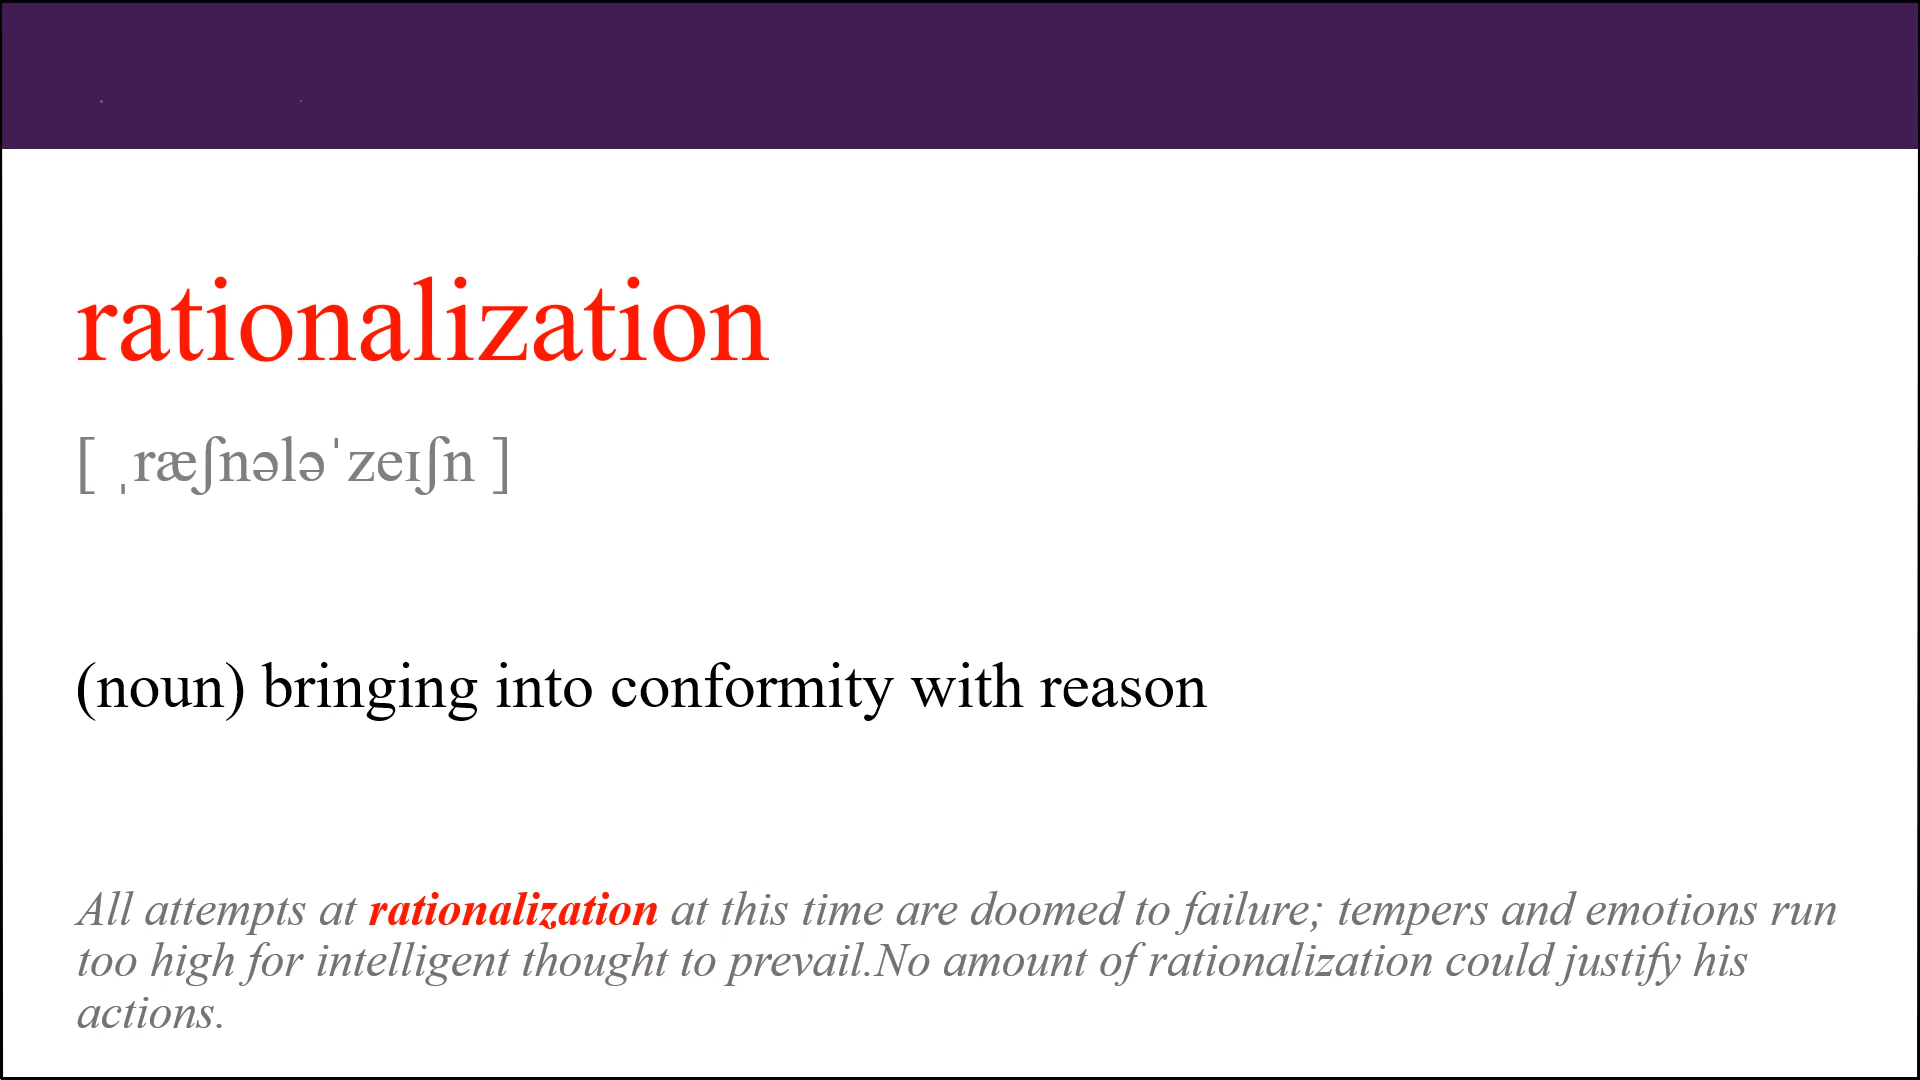 rationalization
[ ˌræʃnələˈzeɪʃn ]
(noun) bringing into conformity with reason
All attempts at rationalization at this time are doomed to failure; tempers and emotions run
too high for intelligent thought to prevail.No amount of rationalization could justify his
actions.